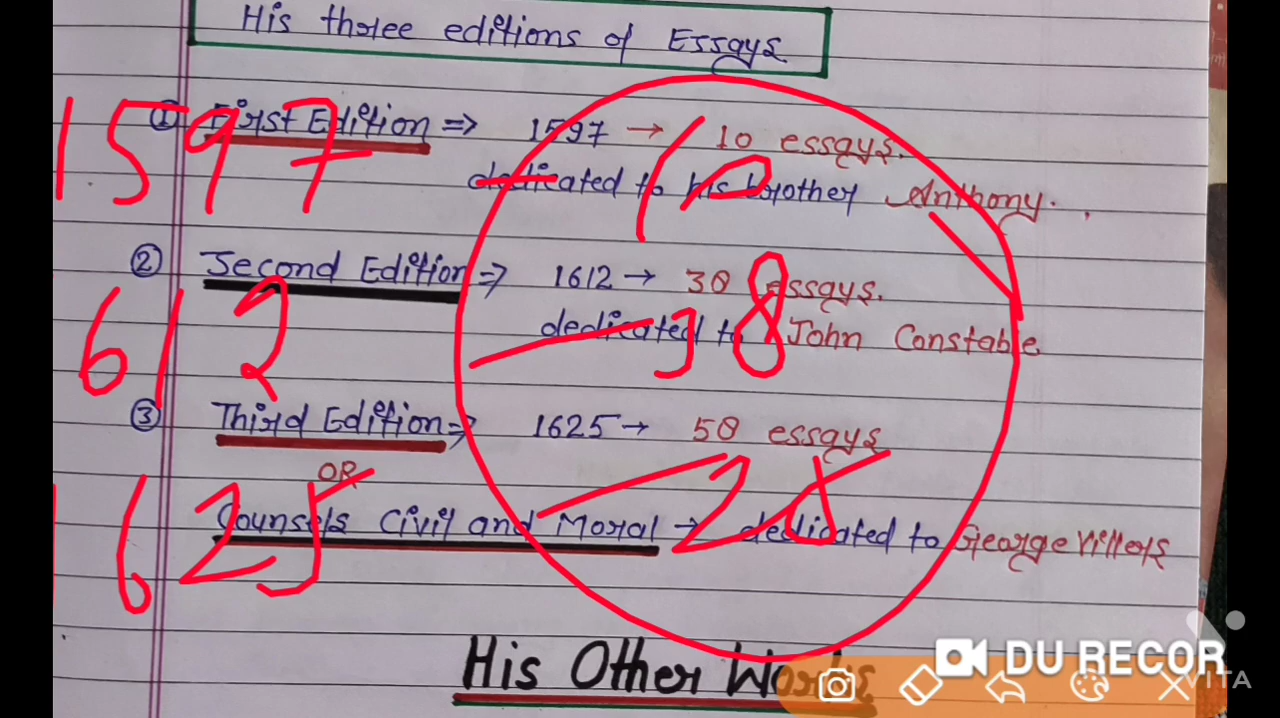 His three editions of Essays
① First Edition ⇒ 1597 → 10 essays.
dedicated to his brother Anthony.
② Second Edition ⇒ 1612 → 38 essays.
dedicated to John Constable
③ Third Edition ⇒ 1625 → 58 essays
OR
Counsels Civil and Moral → dedicated to George Villers
His Other Works
1597
10
612
38
1625
DU RECOR
VITA